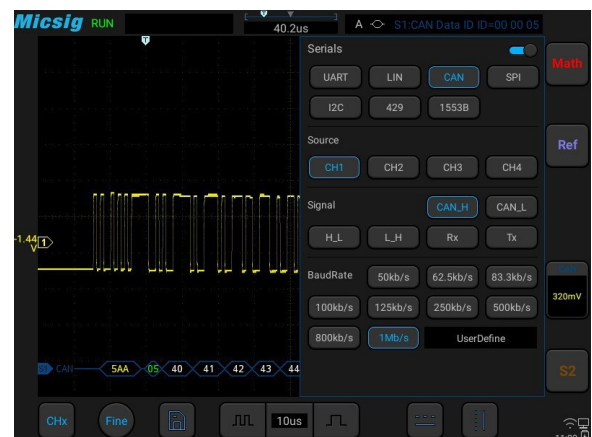 Micsig RUN 40.2us A S1:CAN Data ID ID=00 00 05
Serials
Math
UART LIN CAN SPI
I2C 429 1553B
Source
Ref
CH1 CH2 CH3 CH4
Signal CAN_H CAN_L
-1.44 V 1 H_L L_H Rx Tx
BaudRate 50kb/s 62.5kb/s 83.3kb/s
320mV
100kb/s 125kb/s 250kb/s 500kb/s
800kb/s 1Mb/s UserDefine
S1 CAN 5AA 05 40 41 42 43 44
S2
CHx Fine 10us